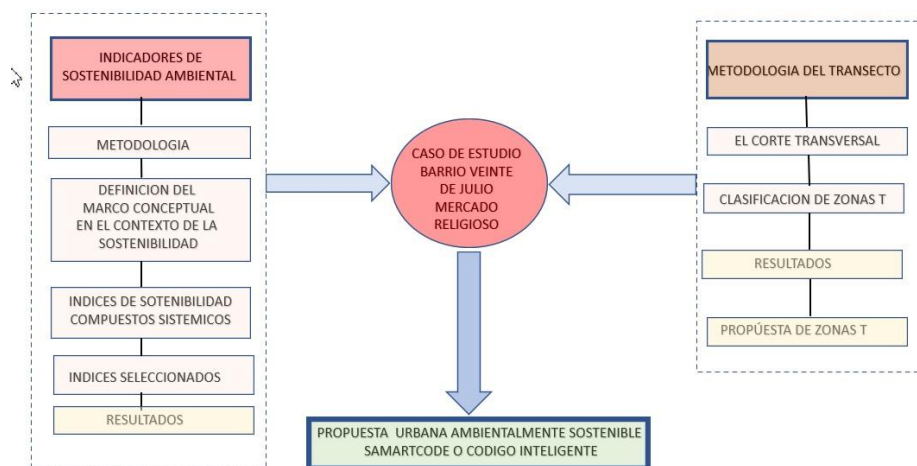 INDICADORES DE
SOSTENIBILIDAD AMBIENTAL
METODOLOGIA
DEFINICION DEL
MARCO CONCEPTUAL
EN EL CONTEXTO DE LA
SOSTENIBILIDAD
INDICES DE SOTENIBILIDAD
COMPUESTOS SISTEMICOS
INDICES SELECCIONADOS
RESULTADOS
CASO DE ESTUDIO
BARRIO VEINTE
DE JULIO
MERCADO
RELIGIOSO
METODOLOGIA DEL TRANSECTO
EL CORTE TRANSVERSAL
CLASIFICACION DE ZONAS T
RESULTADOS
PROPÚESTA DE ZONAS T
PROPUESTA URBANA AMBIENTALMENTE SOSTENIBLE
SAMARTCODE O CODIGO INTELIGENTE